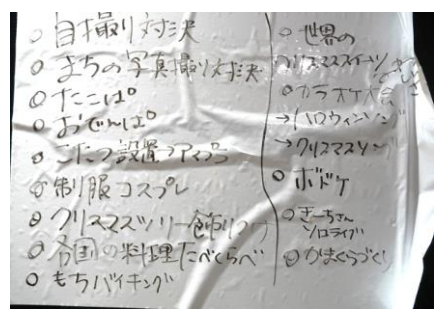 ○ 自撮り対決
○ まちの写真撮り対決
○ たこぱ
○ おでんぱ
○ こたつ設置
○ 制服コスプレ
○ クリスマスツリー飾りつけ
○ 各国の料理たべくらべ
○ もちバイキング
○ 世界の
クリスマススイーツ
○ カラオケ大会
→ハロウィンソング
→クリスマスソング
○ ボドゲ
○ きーちゃん
ソロライブ
○ かまくらづくり